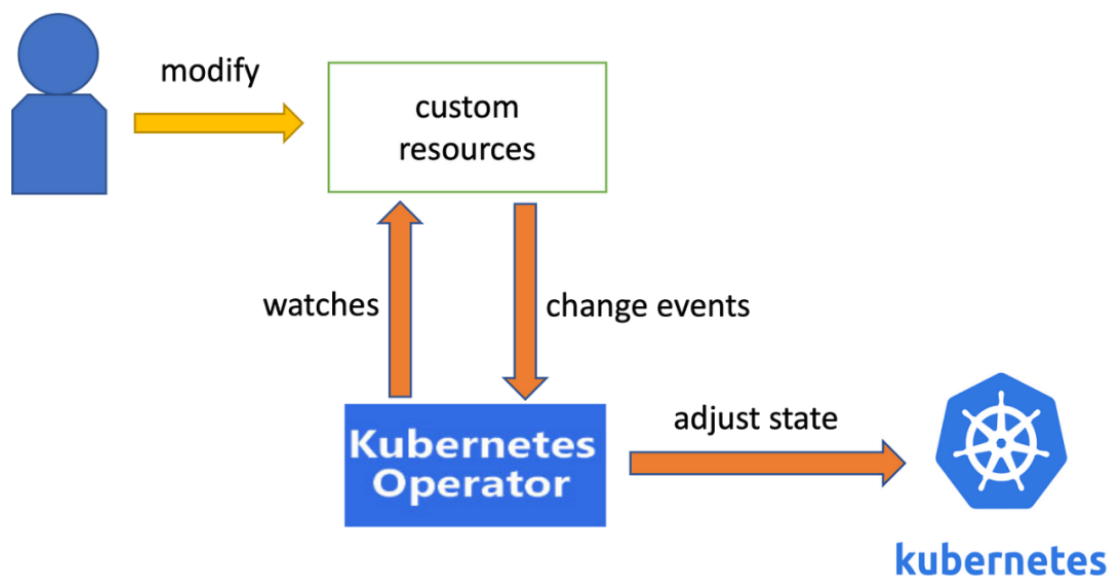 modify
custom
resources
watches
change events
Kubernetes
Operator
adjust state
kubernetes